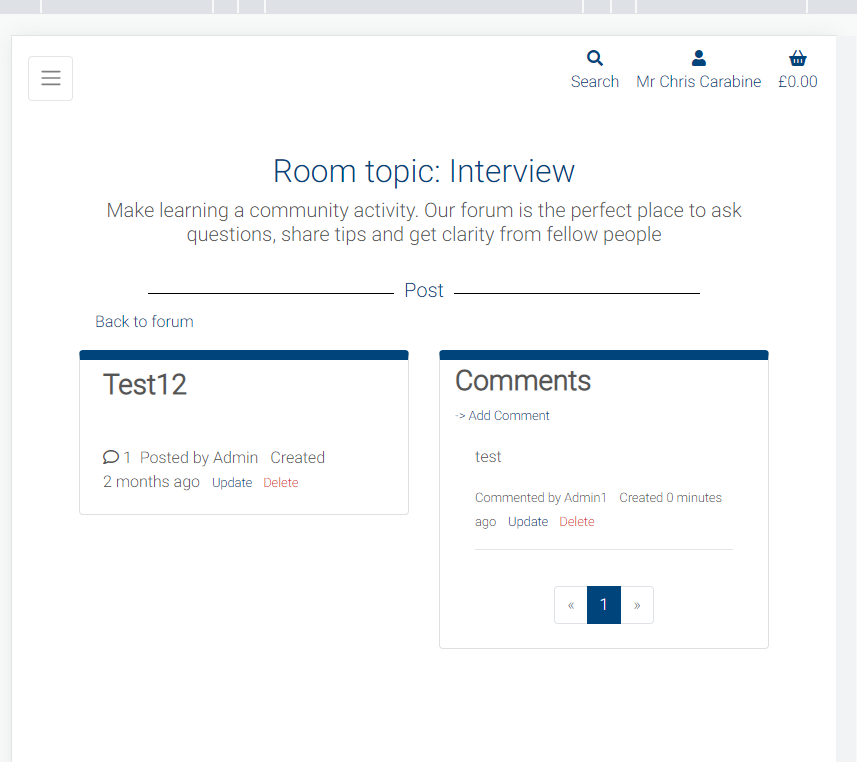 Search Mr Chris Carabine £0.00
Room topic: Interview
Make learning a community activity. Our forum is the perfect place to ask
questions, share tips and get clarity from fellow people
Post
Back to forum
Test12
1 Posted by Admin Created
2 months ago Update Delete
Comments
-> Add Comment
test
Commented by Admin1 Created 0 minutes
ago Update Delete
« 1 »